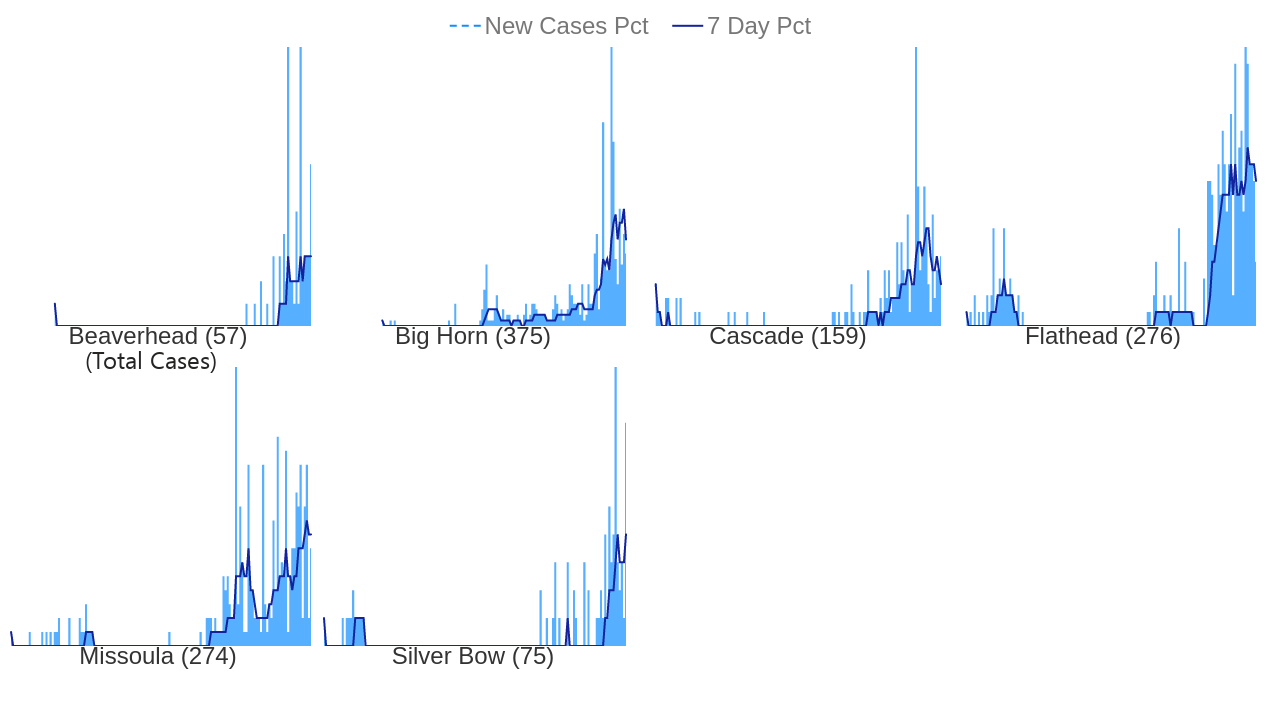 New Cases Pct 7 Day Pct
Beaverhead (57) Big Horn (375) Cascade (159) Flathead (276)
(Total Cases)
Missoula (274) Silver Bow (75)